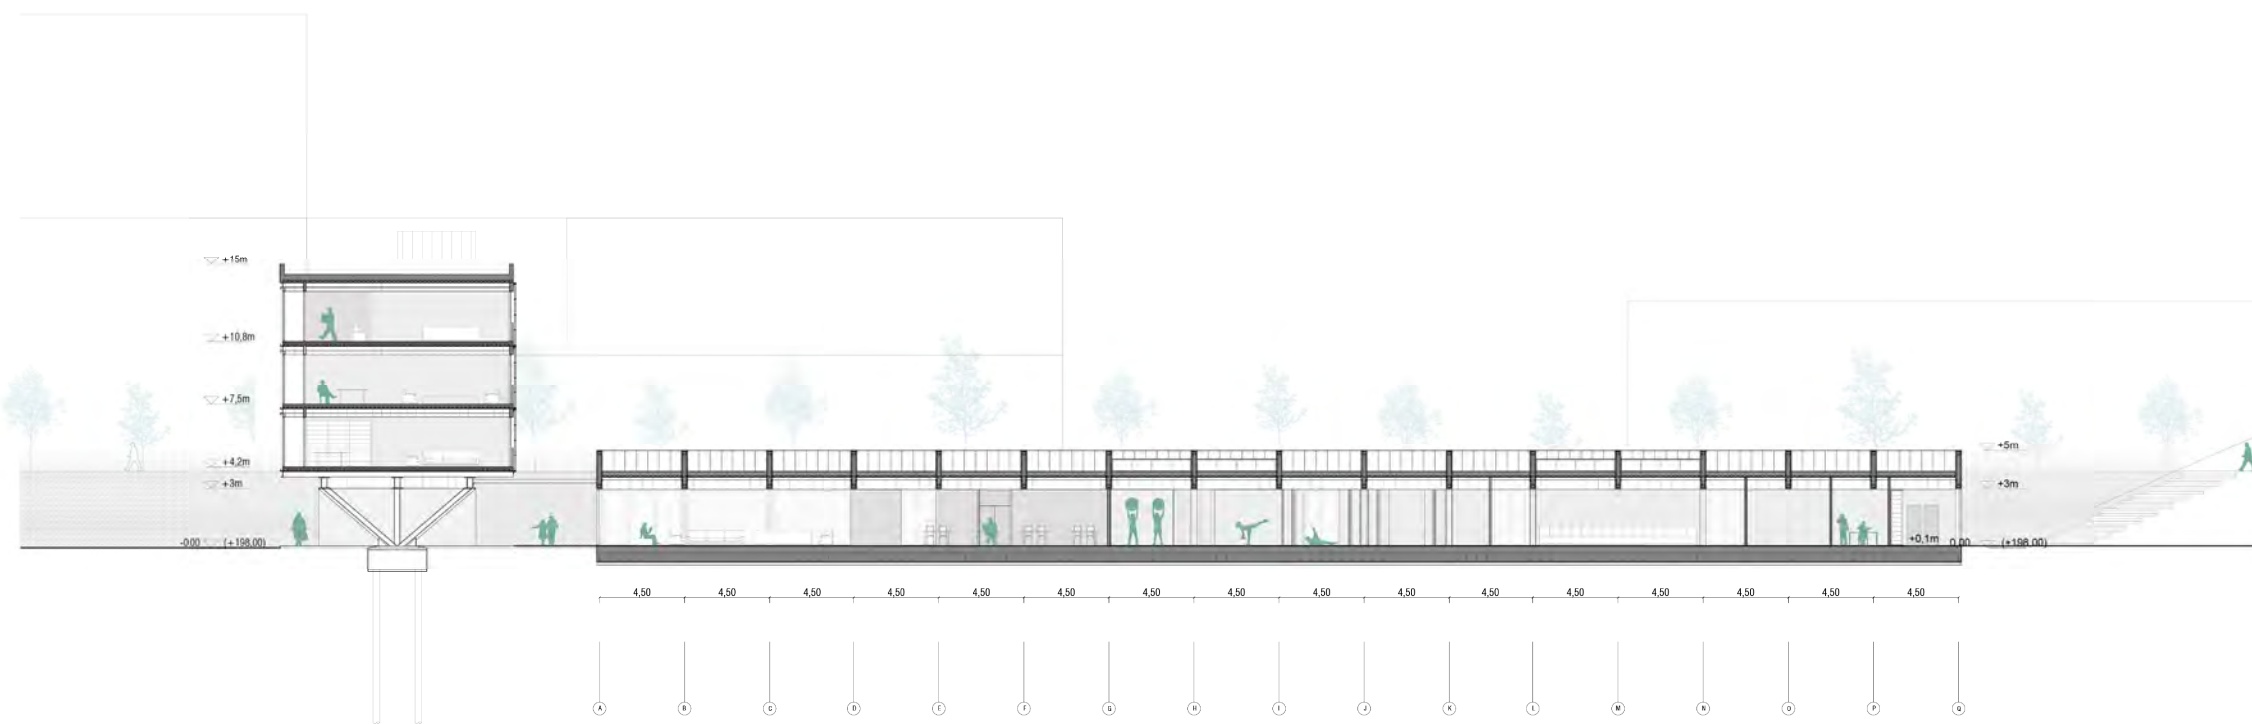 +15m
+10,8m
+7,5m
+4,2m
+3m
-0.00 (+198,00)
+5m
+3m
+0,1m 0,00 (+198,00)
4,50 4,50 4,50 4,50 4,50 4,50 4,50 4,50 4,50 4,50 4,50 4,50 4,50 4,50 4,50 4,50
A B C D E F G H I J K L M N O P Q